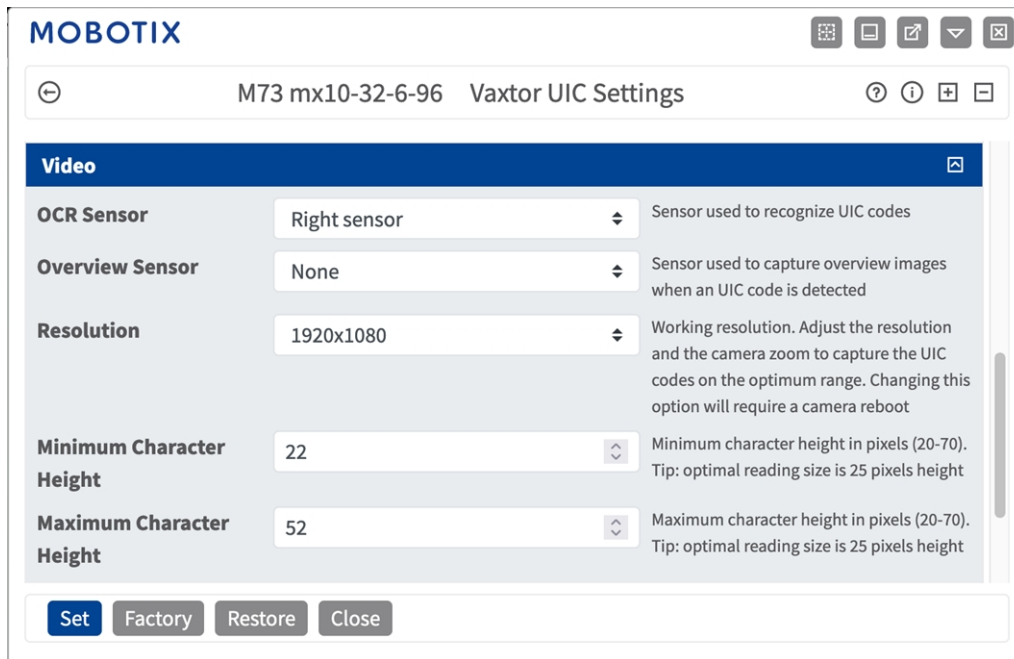 MOBOTIX
M73 mx10-32-6-96 Vaxtor UIC Settings
Video
OCR Sensor
Right sensor
Sensor used to recognize UIC codes
Overview Sensor
None
Sensor used to capture overview images
when an UIC code is detected
Resolution
1920x1080
Working resolution. Adjust the resolution
and the camera zoom to capture the UIC
codes on the optimum range. Changing this
option will require a camera reboot
Minimum Character
Height
22
Minimum character height in pixels (20-70).
Tip: optimal reading size is 25 pixels height
Maximum Character
Height
52
Maximum character height in pixels (20-70).
Tip: optimal reading size is 25 pixels height
Set Factory Restore Close